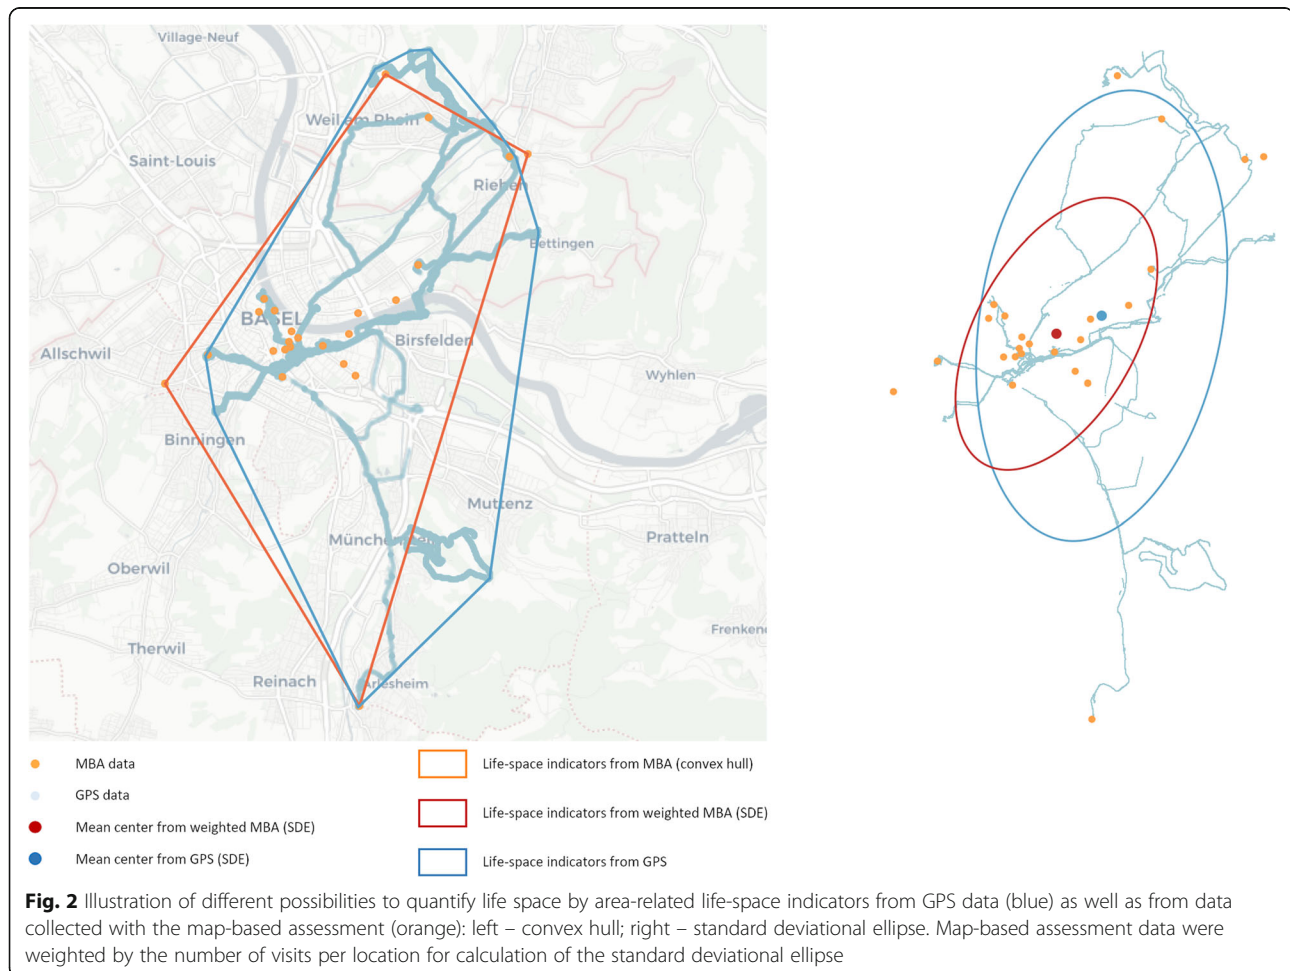 Village-Neuf
Weil am Rhein
Saint-Louis
Riehen
Bettingen
BASEL
Birsfelden
Allschwil
Wyhlen
Binningen
Muttenz
Pratteln
Oberwil
Frenkend
Therwil
Reinach
Arlesheim
MBA data
GPS data
Mean center from weighted MBA (SDE)
Mean center from GPS (SDE)
Life-space indicators from MBA (convex hull)
Life-space indicators from weighted MBA (SDE)
Life-space indicators from GPS
Fig. 2 Illustration of different possibilities to quantify life space by area-related life-space indicators from GPS data (blue) as well as from data
collected with the map-based assessment (orange): left – convex hull; right – standard deviational ellipse. Map-based assessment data were
weighted by the number of visits per location for calculation of the standard deviational ellipse